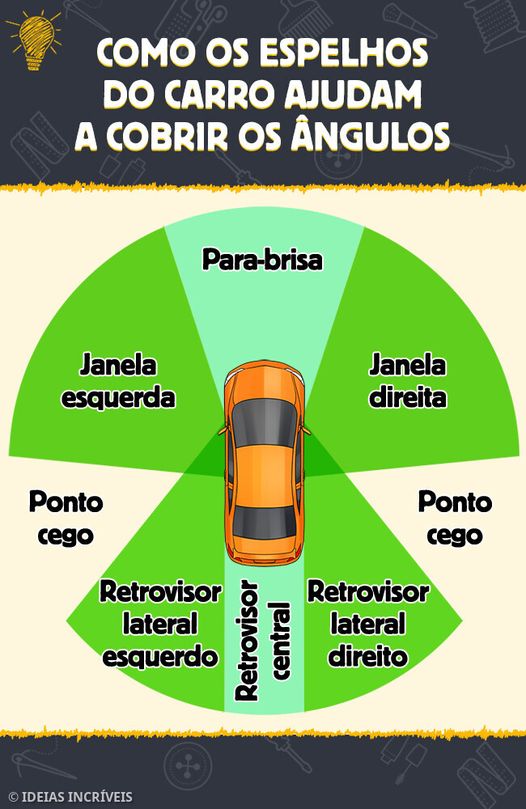 COMO OS ESPELHOS
DO CARRO AJUDAM
A COBRIR OS ÂNGULOS
Para-brisa
Janela
esquerda
Janela
direita
Ponto
cego
Ponto
cego
Retrovisor
lateral
esquerdo
Retrovisor
central
Retrovisor
lateral
direito
© IDEIAS INCRÍVEIS